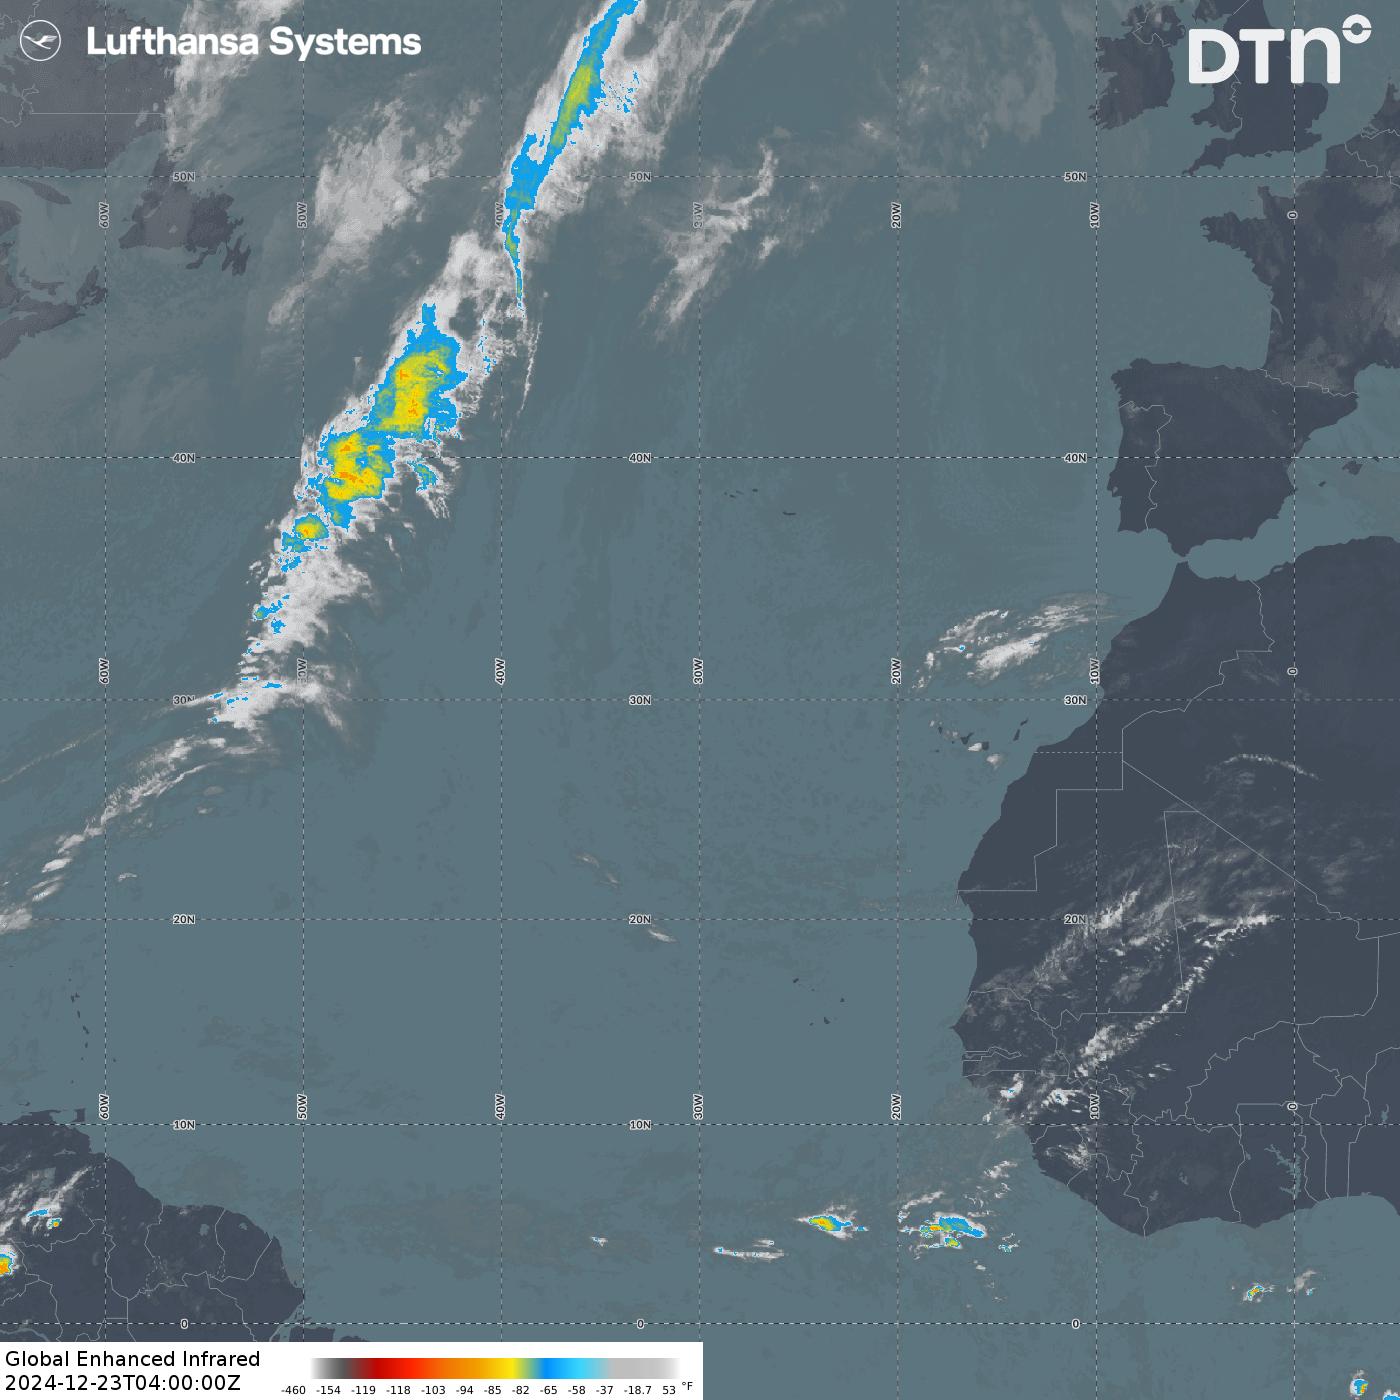 Lufthansa Systems
DTN
50N 50N 50N
60W 50W 40W 30W 20W 10W 0
40N 40N 40N
60W 50W 40W 30W 20W 10W 0
30N 30N 30N
20N 20N 20N
60W 50W 40W 30W 20W 10W 0
10N 10N 10N
0 0 0
Global Enhanced Infrared
2024-12-23T04:00:00Z
-460 -154 -119 -118 -103 -94 -85 -82 -65 -58 -37 -18.7 53 °F